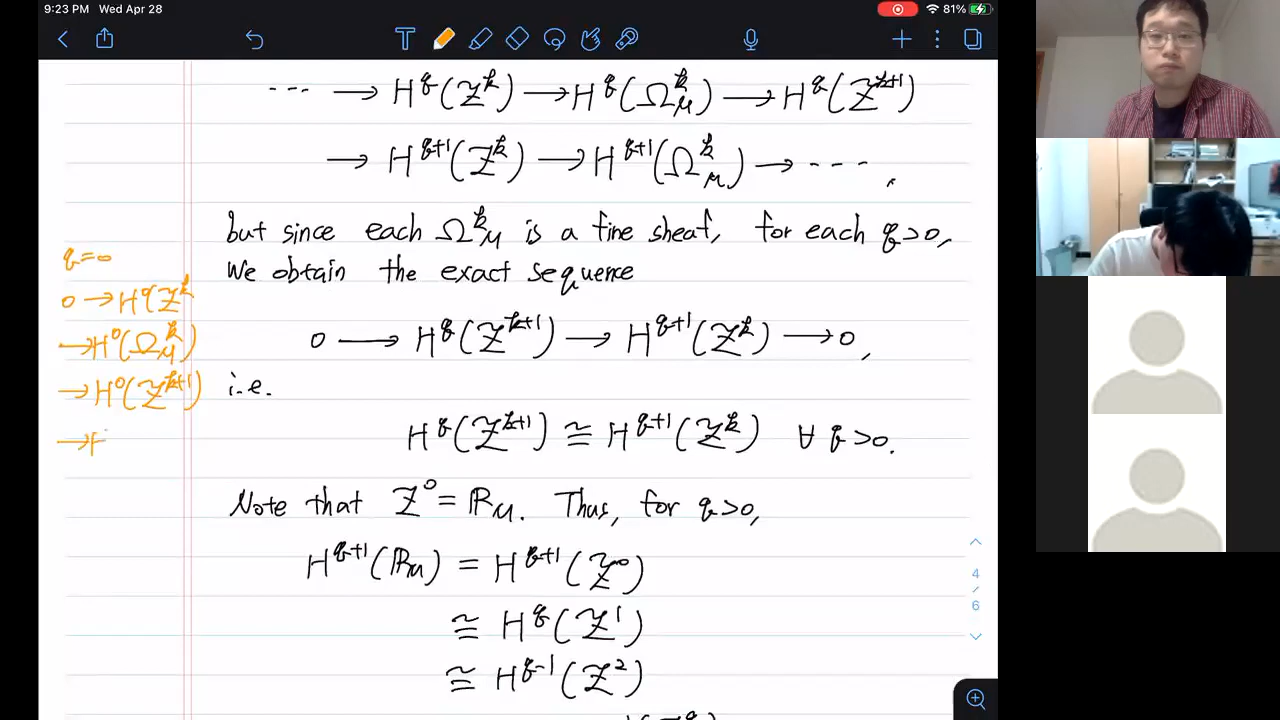 9:23 PM Wed Apr 28
81%
··· → H^q(Z^k) → H^q(Ω^k_M) → H^q(Z^{k+1})
→ H^{q+1}(Z^k) → H^{q+1}(Ω^k_M) → ··· ,
but since each Ω^k_M is a fine sheaf, for each q>0,
We obtain the exact sequence
0 → H^q(Z^{k+1}) → H^{q+1}(Z^k) → 0,
i.e.
H^q(Z^{k+1}) ≅ H^{q+1}(Z^k) ∀ q>0.
Note that Z^0 = ℝ_M. Thus, for q>0,
H^{q+1}(ℝ_M) = H^{q+1}(Z^0)
≅ H^q(Z^1)
≅ H^{q-1}(Z^2)
q=0
0 → H^0(Z^k
→ H^0(Ω^k_M)
→ H^0(Z^{k+1})
→ H
4
/
6